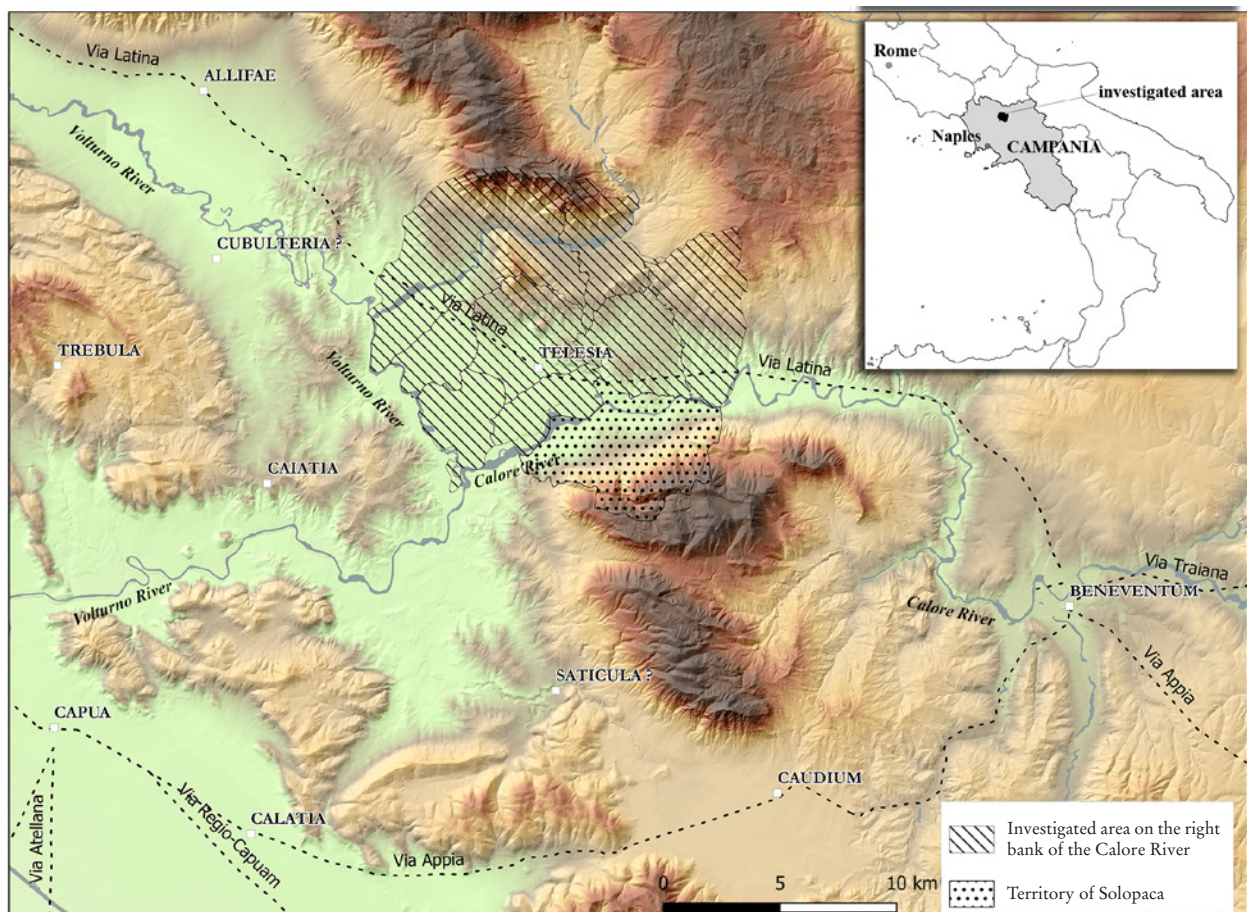 Via Latina
ALLIFAE
Volturno River
CUBULTERIA ?
TREBULA
Via Latina
TELESIA
Via Latina
Volturno River
CAIATIA
Calore River
Volturno River
Calore River
Via Traiana
BENEVENTUM
Via Appia
SATICULA ?
CAPUA
CAUDIUM
Via Atellana
Via Regio-Capuam
CALATIA
Via Appia
0 5 10 km
Rome
investigated area
Naples
CAMPANIA
Investigated area on the right
bank of the Calore River
Territory of Solopaca